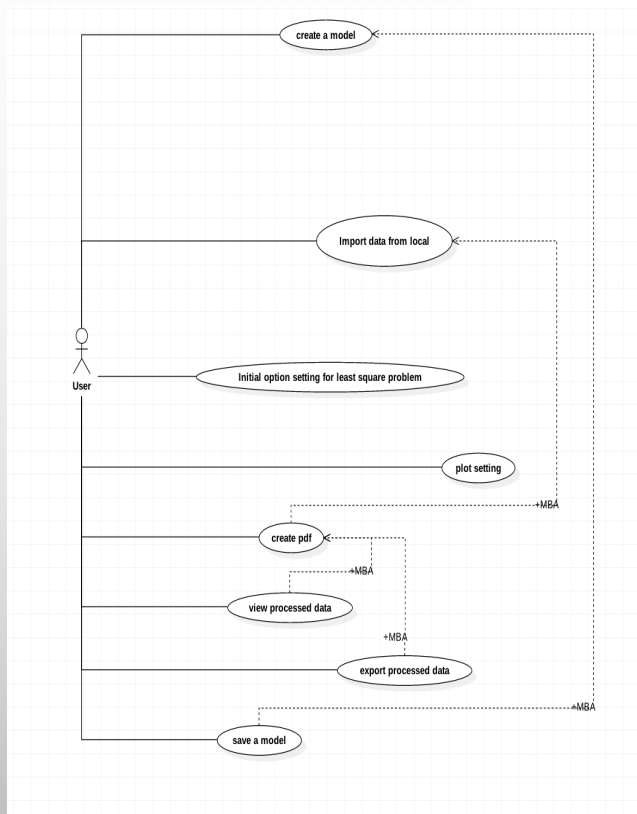 create a model
Import data from local
User
Initial option setting for least square problem
plot setting
+MBA
create pdf
+MBA
view processed data
+MBA
export processed data
+MBA
save a model